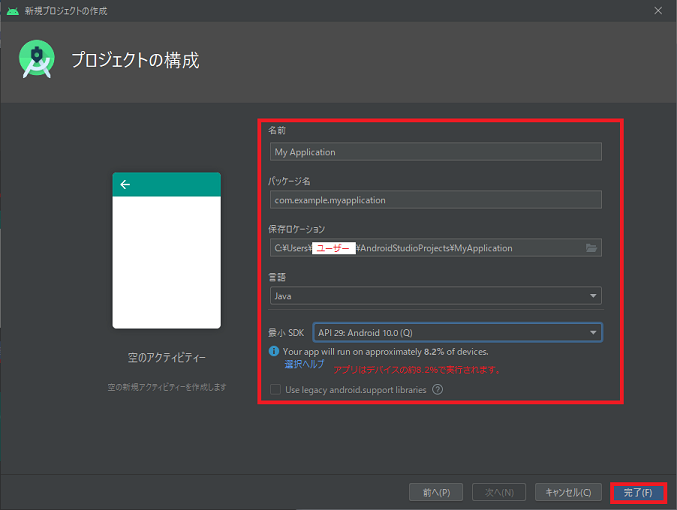 新規プロジェクトの作成
プロジェクトの構成
名前
My Application
パッケージ名
com.example.myapplication
保存ロケーション
C:¥Users¥ユーザー¥AndroidStudioProjects¥MyApplication
言語
Java
最小 SDK API 29: Android 10.0 (Q)
Your app will run on approximately 8.2% of devices.
選択ヘルプ アプリはデバイスの約8.2%で実行されます。
Use legacy android.support libraries
空のアクティビティー
空の新規アクティビティーを作成します
前へ(P) 次へ(N) キャンセル(C) 完了(F)